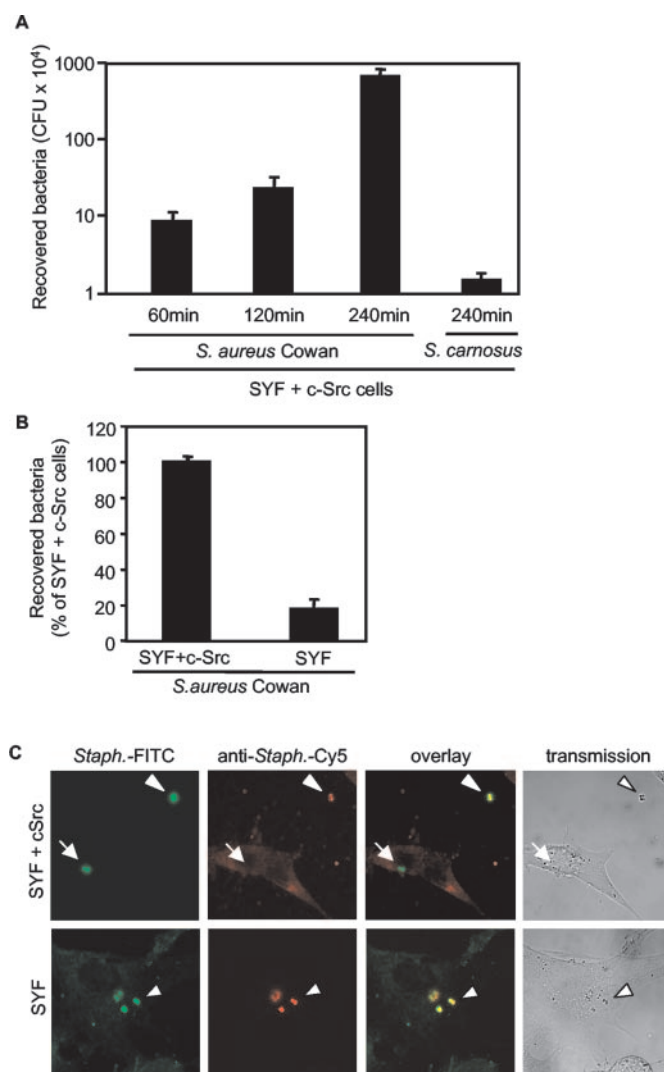 A
Recovered bacteria (CFU x 10⁴)
1000
100
10
1
60min 120min 240min 240min
S. aureus Cowan S. carnosus
SYF + c-Src cells
B
Recovered bacteria
(% of SYF + c-Src cells)
120
100
80
60
40
20
0
SYF+c-Src SYF
S.aureus Cowan
C
Staph.-FITC anti-Staph.-Cy5 overlay transmission
SYF + cSrc
SYF